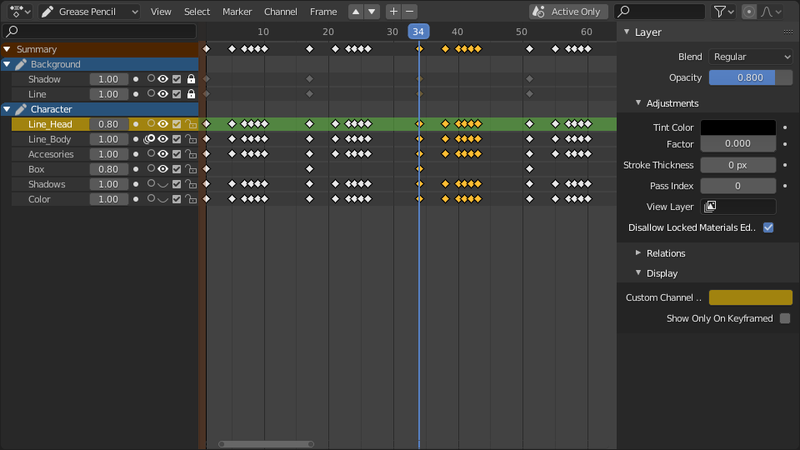 Grease Pencil View Select Marker Channel Frame Active Only
10 20 30 34 40 50 60
Summary
Background
Shadow 1.00
Line 1.00
Character
Line_Head 0.80
Line_Body 1.00
Accesories 1.00
Box 0.80
Shadows 1.00
Color 1.00
Layer
Blend Regular
Opacity 0.800
Adjustments
Tint Color
Factor 0.000
Stroke Thickness 0 px
Pass Index 0
View Layer
Disallow Locked Materials Ed..
Relations
Display
Custom Channel ..
Show Only On Keyframed